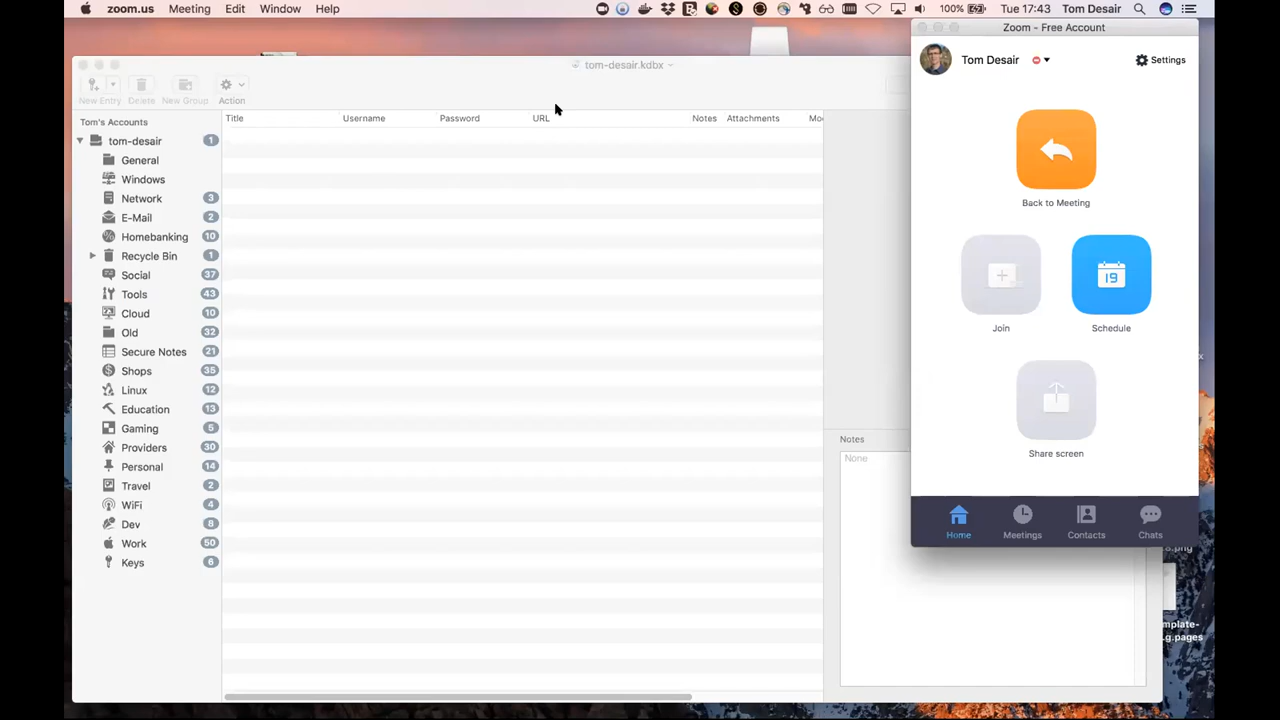 zoom.us Meeting Edit Window Help 100% Tue 17:43 Tom Desair
Zoom - Free Account
tom-desair.kdbx
Tom Desair
Settings
New Entry Delete New Group Action
Title Username Password URL Notes Attachments Mo
Tom's Accounts
tom-desair 1
General
Windows
Network 3
E-Mail 2
Homebanking 10
Recycle Bin 1
Social 37
Tools 43
Cloud 10
Old 32
Secure Notes 21
Shops 35
Linux 12
Education 13
Gaming 5
Providers 30
Personal 14
Travel 2
WiFi 4
Dev 8
Work 50
Keys 6
Notes
None
Back to Meeting
19
Join Schedule
Share screen
Home Meetings Contacts Chats
mplate-
g.pages